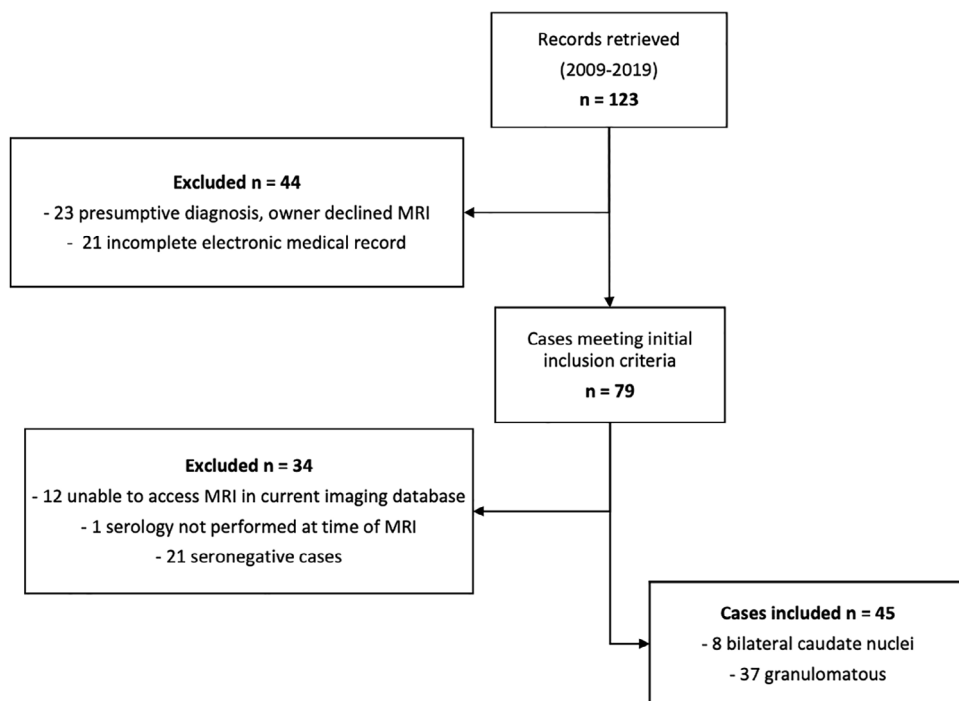 Records retrieved
(2009-2019)
n = 123
Excluded n = 44
- 23 presumptive diagnosis, owner declined MRI
- 21 incomplete electronic medical record
Cases meeting initial
inclusion criteria
n = 79
Excluded n = 34
- 12 unable to access MRI in current imaging database
- 1 serology not performed at time of MRI
- 21 seronegative cases
Cases included n = 45
- 8 bilateral caudate nuclei
- 37 granulomatous